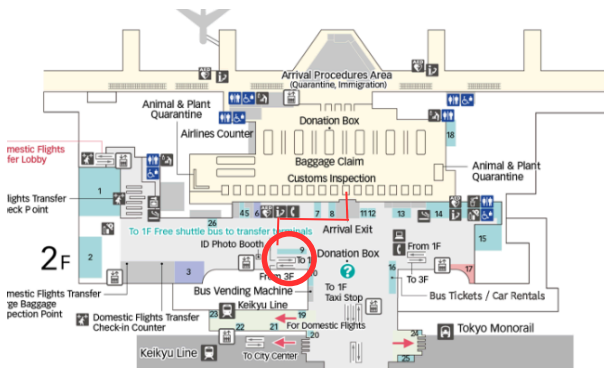 Arrival Procedures Area
(Quarantine, Immigration)
Animal & Plant
Quarantine
Donation Box
Airlines Counter
18
Baggage Claim
mestic Flights
fer Lobby
Animal & Plant
Quarantine
Customs Inspection
1
lights Transfer
eck Point
45 6
7 8
11 12
13
14
26
To 1F Free shuttle bus to transfer terminals
Arrival Exit
15
ID Photo Booth
9
Donation Box
From 1F
2F
2
3
To 1
From 3F
?
16
To 3F
17
mestic Flights Transfer
ge Baggage
pection Point
Bus Vending Machine
To 1F
Taxi Stop
Bus Tickets / Car Rentals
Domestic Flights Transfer
Check-in Counter
Keikyu Line
23
19
22
21
For Domestic Flights
24
Tokyo Monorail
Keikyu Line
To City Center
20
25